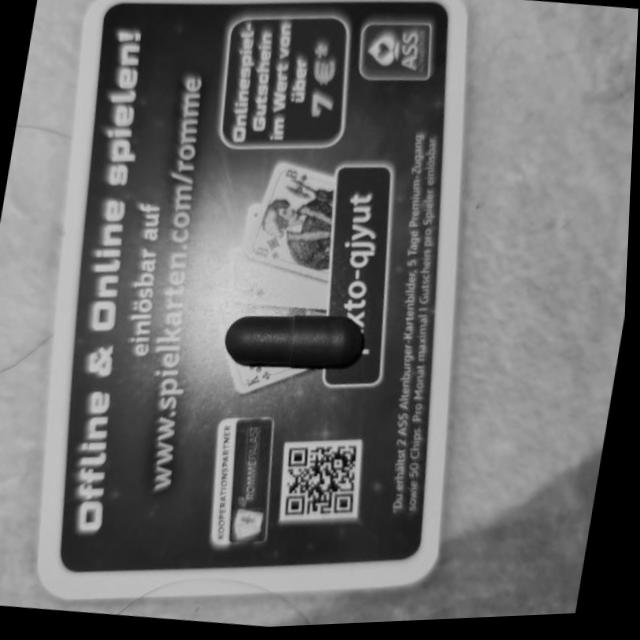 Offline & Online spielen!
einlösbar auf
www.spielkarten.com/romme
Onlinespiel-
Gutschein
im Wert von
über
7 €*
ASS
xto-qjyut
KOOPERATIONSPARTNER
*Du erhältst 2 ASS Altenburger-Kartenbilder, 5 Tage Premium-Zugang
sowie 50 Chips. Pro Monat maximal 1 Gutschein pro Spieler einlösbar.